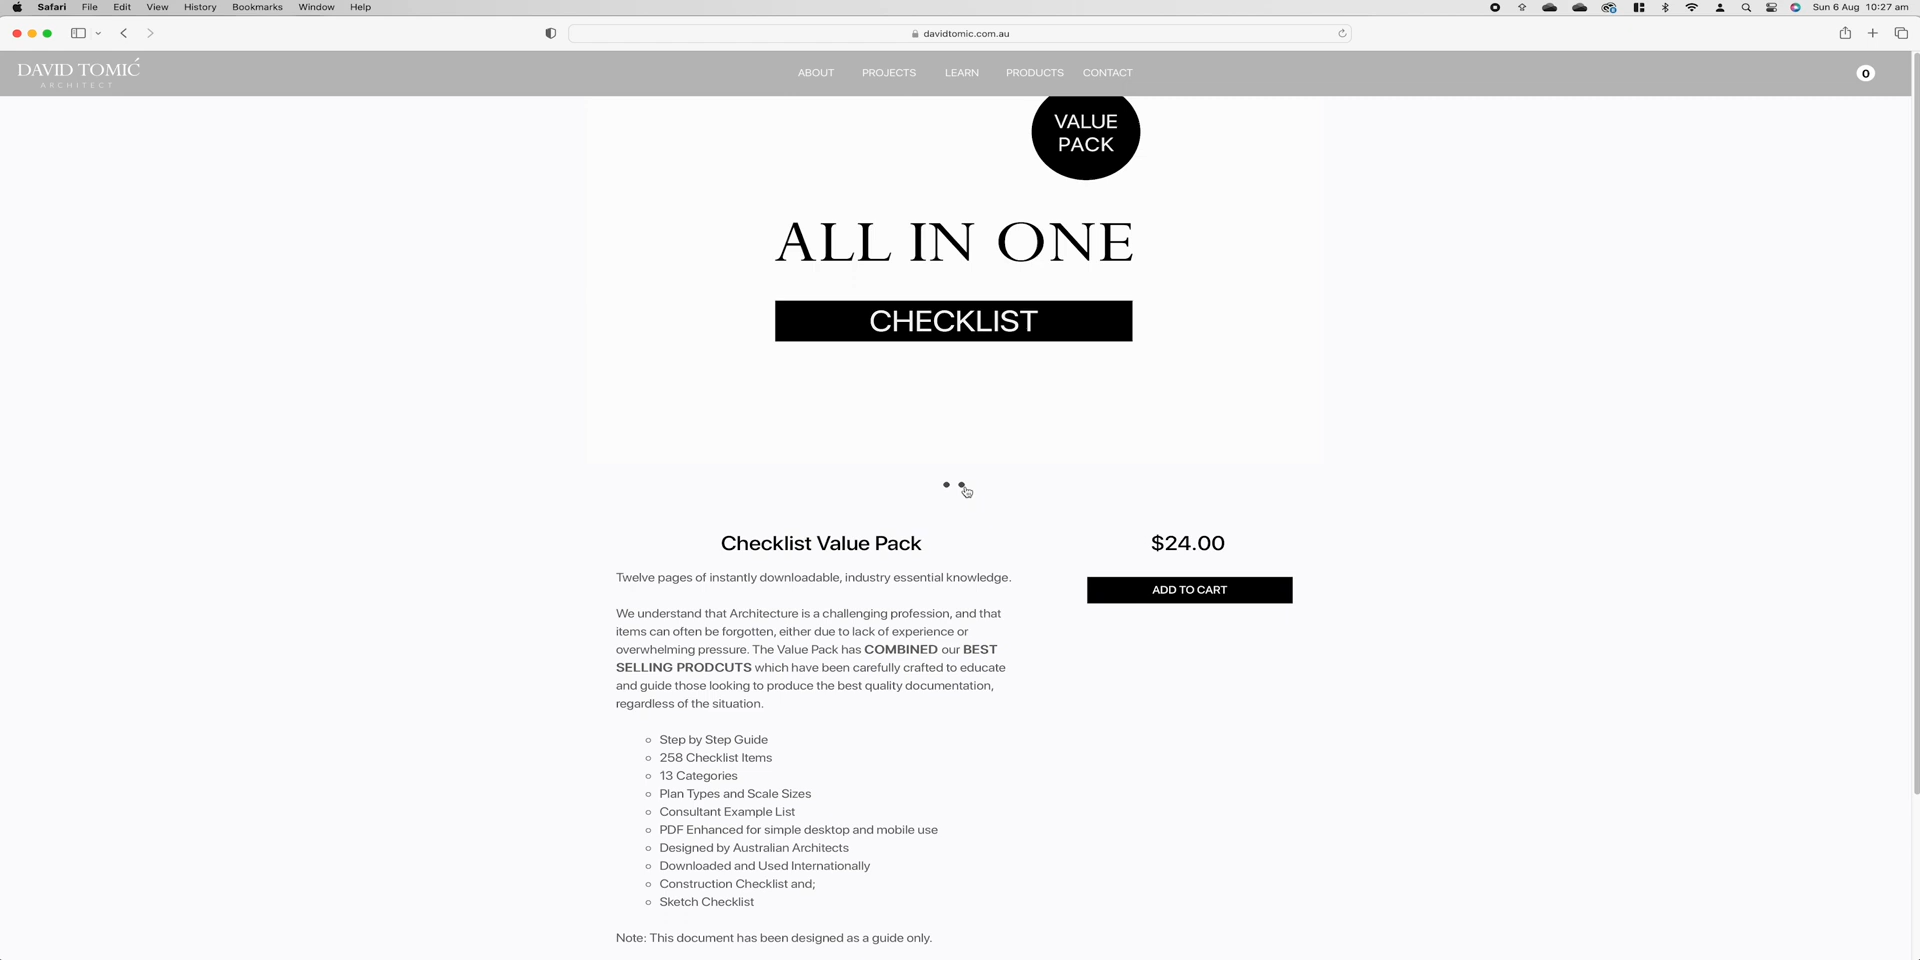 Safari File Edit View History Bookmarks Window Help Sun 6 Aug 10:27 am
davidtomic.com.au
DAVID TOMIĆ
ARCHITECT
ABOUT PROJECTS LEARN PRODUCTS CONTACT
0
VALUE
PACK
ALL IN ONE
CHECKLIST
Checklist Value Pack
$24.00
ADD TO CART
Twelve pages of instantly downloadable, industry essential knowledge.
We understand that Architecture is a challenging profession, and that
items can often be forgotten, either due to lack of experience or
overwhelming pressure. The Value Pack has COMBINED our BEST
SELLING PRODCUTS which have been carefully crafted to educate
and guide those looking to produce the best quality documentation,
regardless of the situation.
Step by Step Guide
258 Checklist Items
13 Categories
Plan Types and Scale Sizes
Consultant Example List
PDF Enhanced for simple desktop and mobile use
Designed by Australian Architects
Downloaded and Used Internationally
Construction Checklist and;
Sketch Checklist
Note: This document has been designed as a guide only.